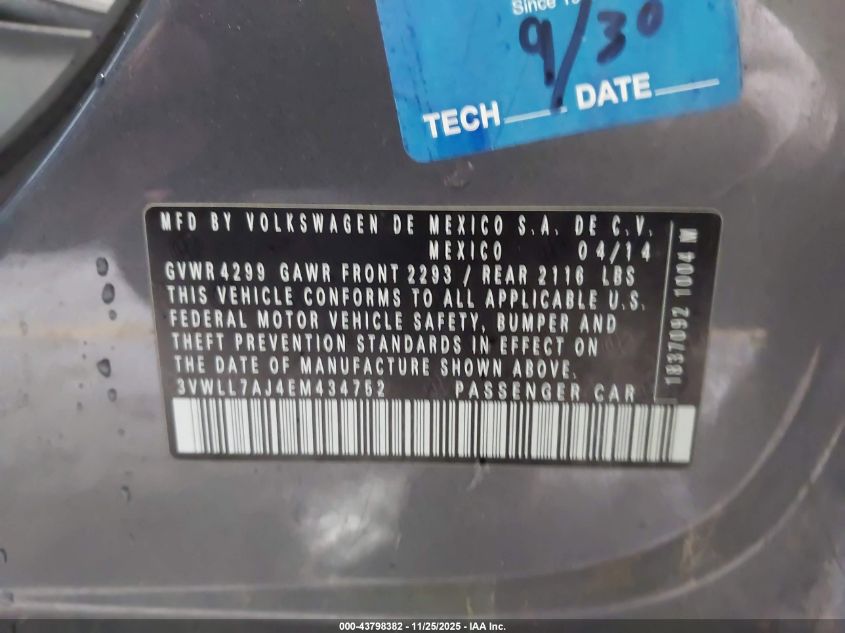 Since 19
9/30
TECH DATE
MFD BY VOLKSWAGEN DE MEXICO S.A. DE C.V.
MEXICO 04/14
GVWR 4299 GAWR FRONT 2293 / REAR 2116 LBS
THIS VEHICLE CONFORMS TO ALL APPLICABLE U.S.
FEDERAL MOTOR VEHICLE SAFETY, BUMPER AND
THEFT PREVENTION STANDARDS IN EFFECT ON
THE DATE OF MANUFACTURE SHOWN ABOVE.
3VWLL7AJ4EM434752 PASSENGER CAR
1837092 1004 M
000-43798382 - 11/25/2025 - IAA Inc.